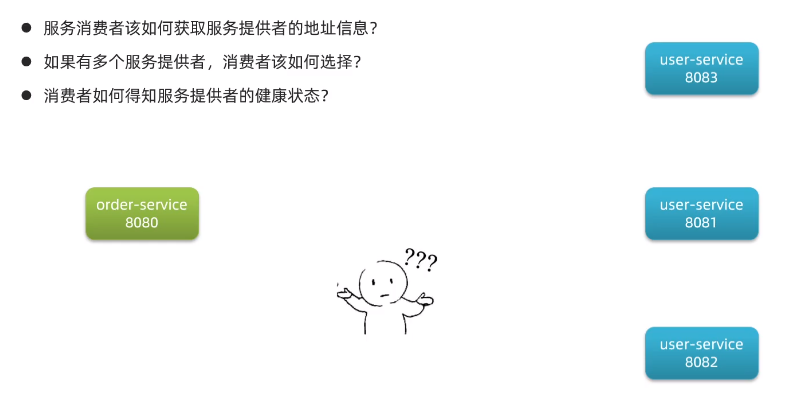 服务消费者该如何获取服务提供者的地址信息？
如果有多个服务提供者，消费者该如何选择？
消费者如何得知服务提供者的健康状态？
user-service
8083
order-service
8080
user-service
8081
???
user-service
8082